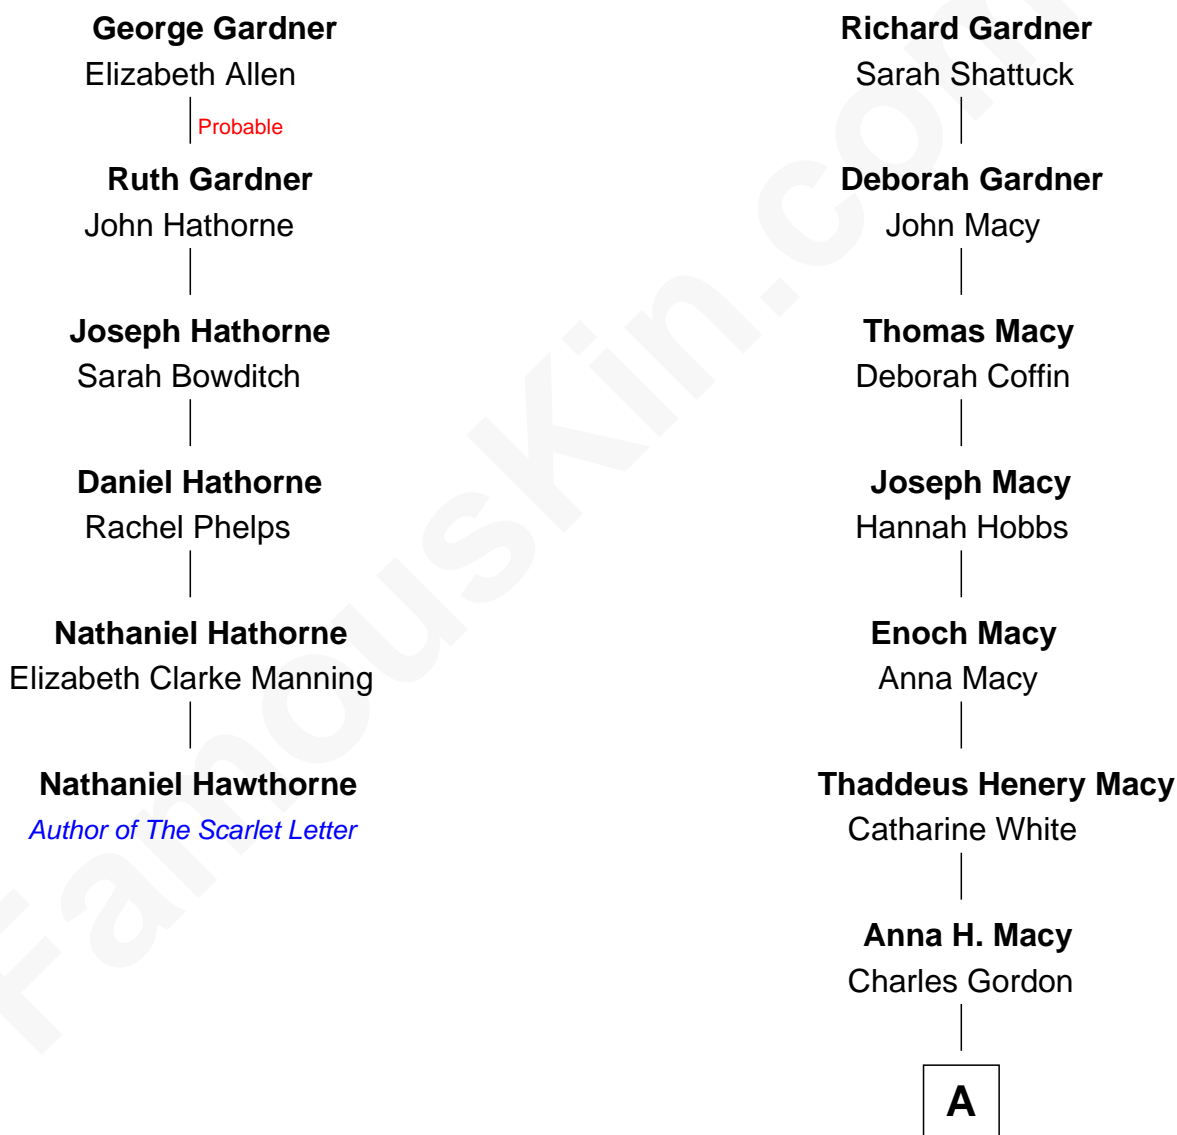 George Gardner
Elizabeth Allen
Probable
Ruth Gardner
John Hathorne
Joseph Hathorne
Sarah Bowditch
Daniel Hathorne
Rachel Phelps
Nathaniel Hathorne
Elizabeth Clarke Manning
Nathaniel Hawthorne
Author of The Scarlet Letter
Richard Gardner
Sarah Shattuck
Deborah Gardner
John Macy
Thomas Macy
Deborah Coffin
Joseph Macy
Hannah Hobbs
Enoch Macy
Anna Macy
Thaddeus Henery Macy
Catharine White
Anna H. Macy
Charles Gordon
A
FamousKin.com